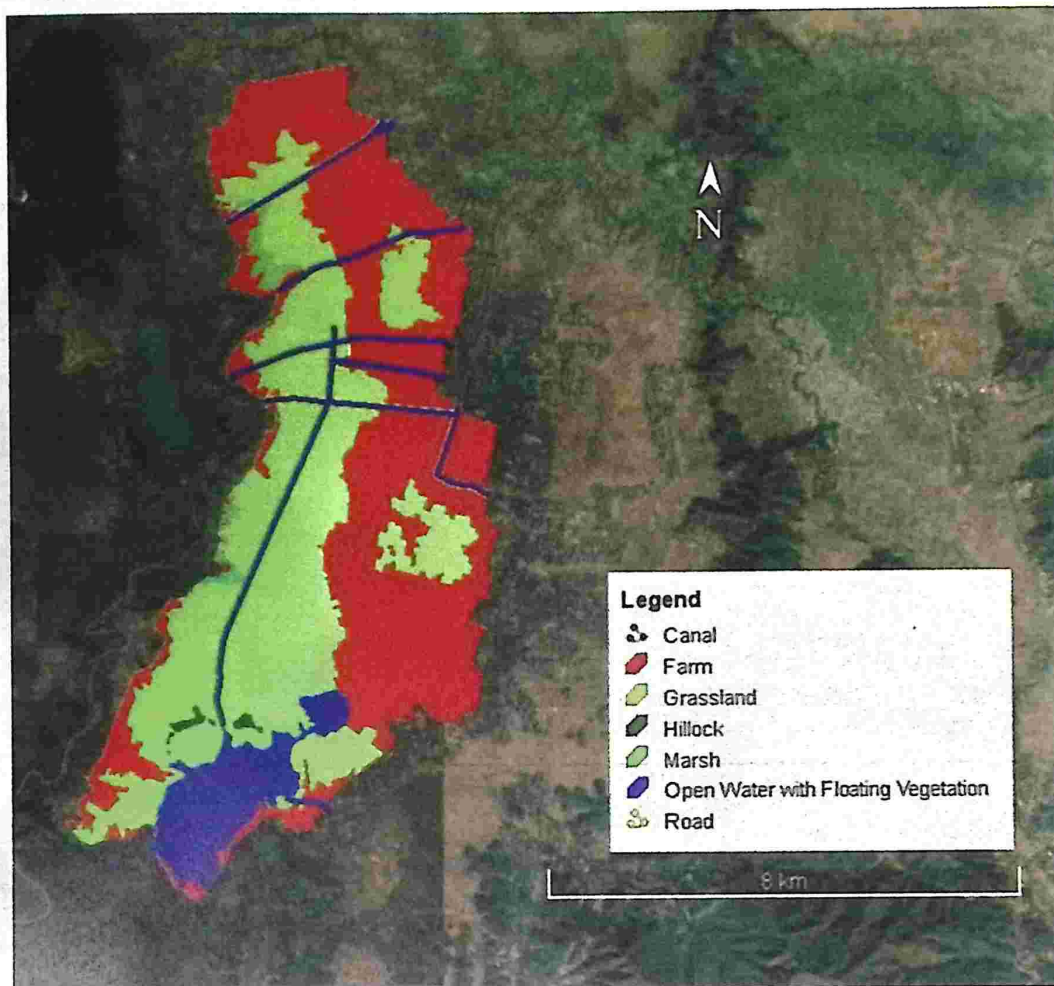 N
Legend
Canal
Farm
Grassland
Hillock
Marsh
Open Water with Floating Vegetation
Road
8 km